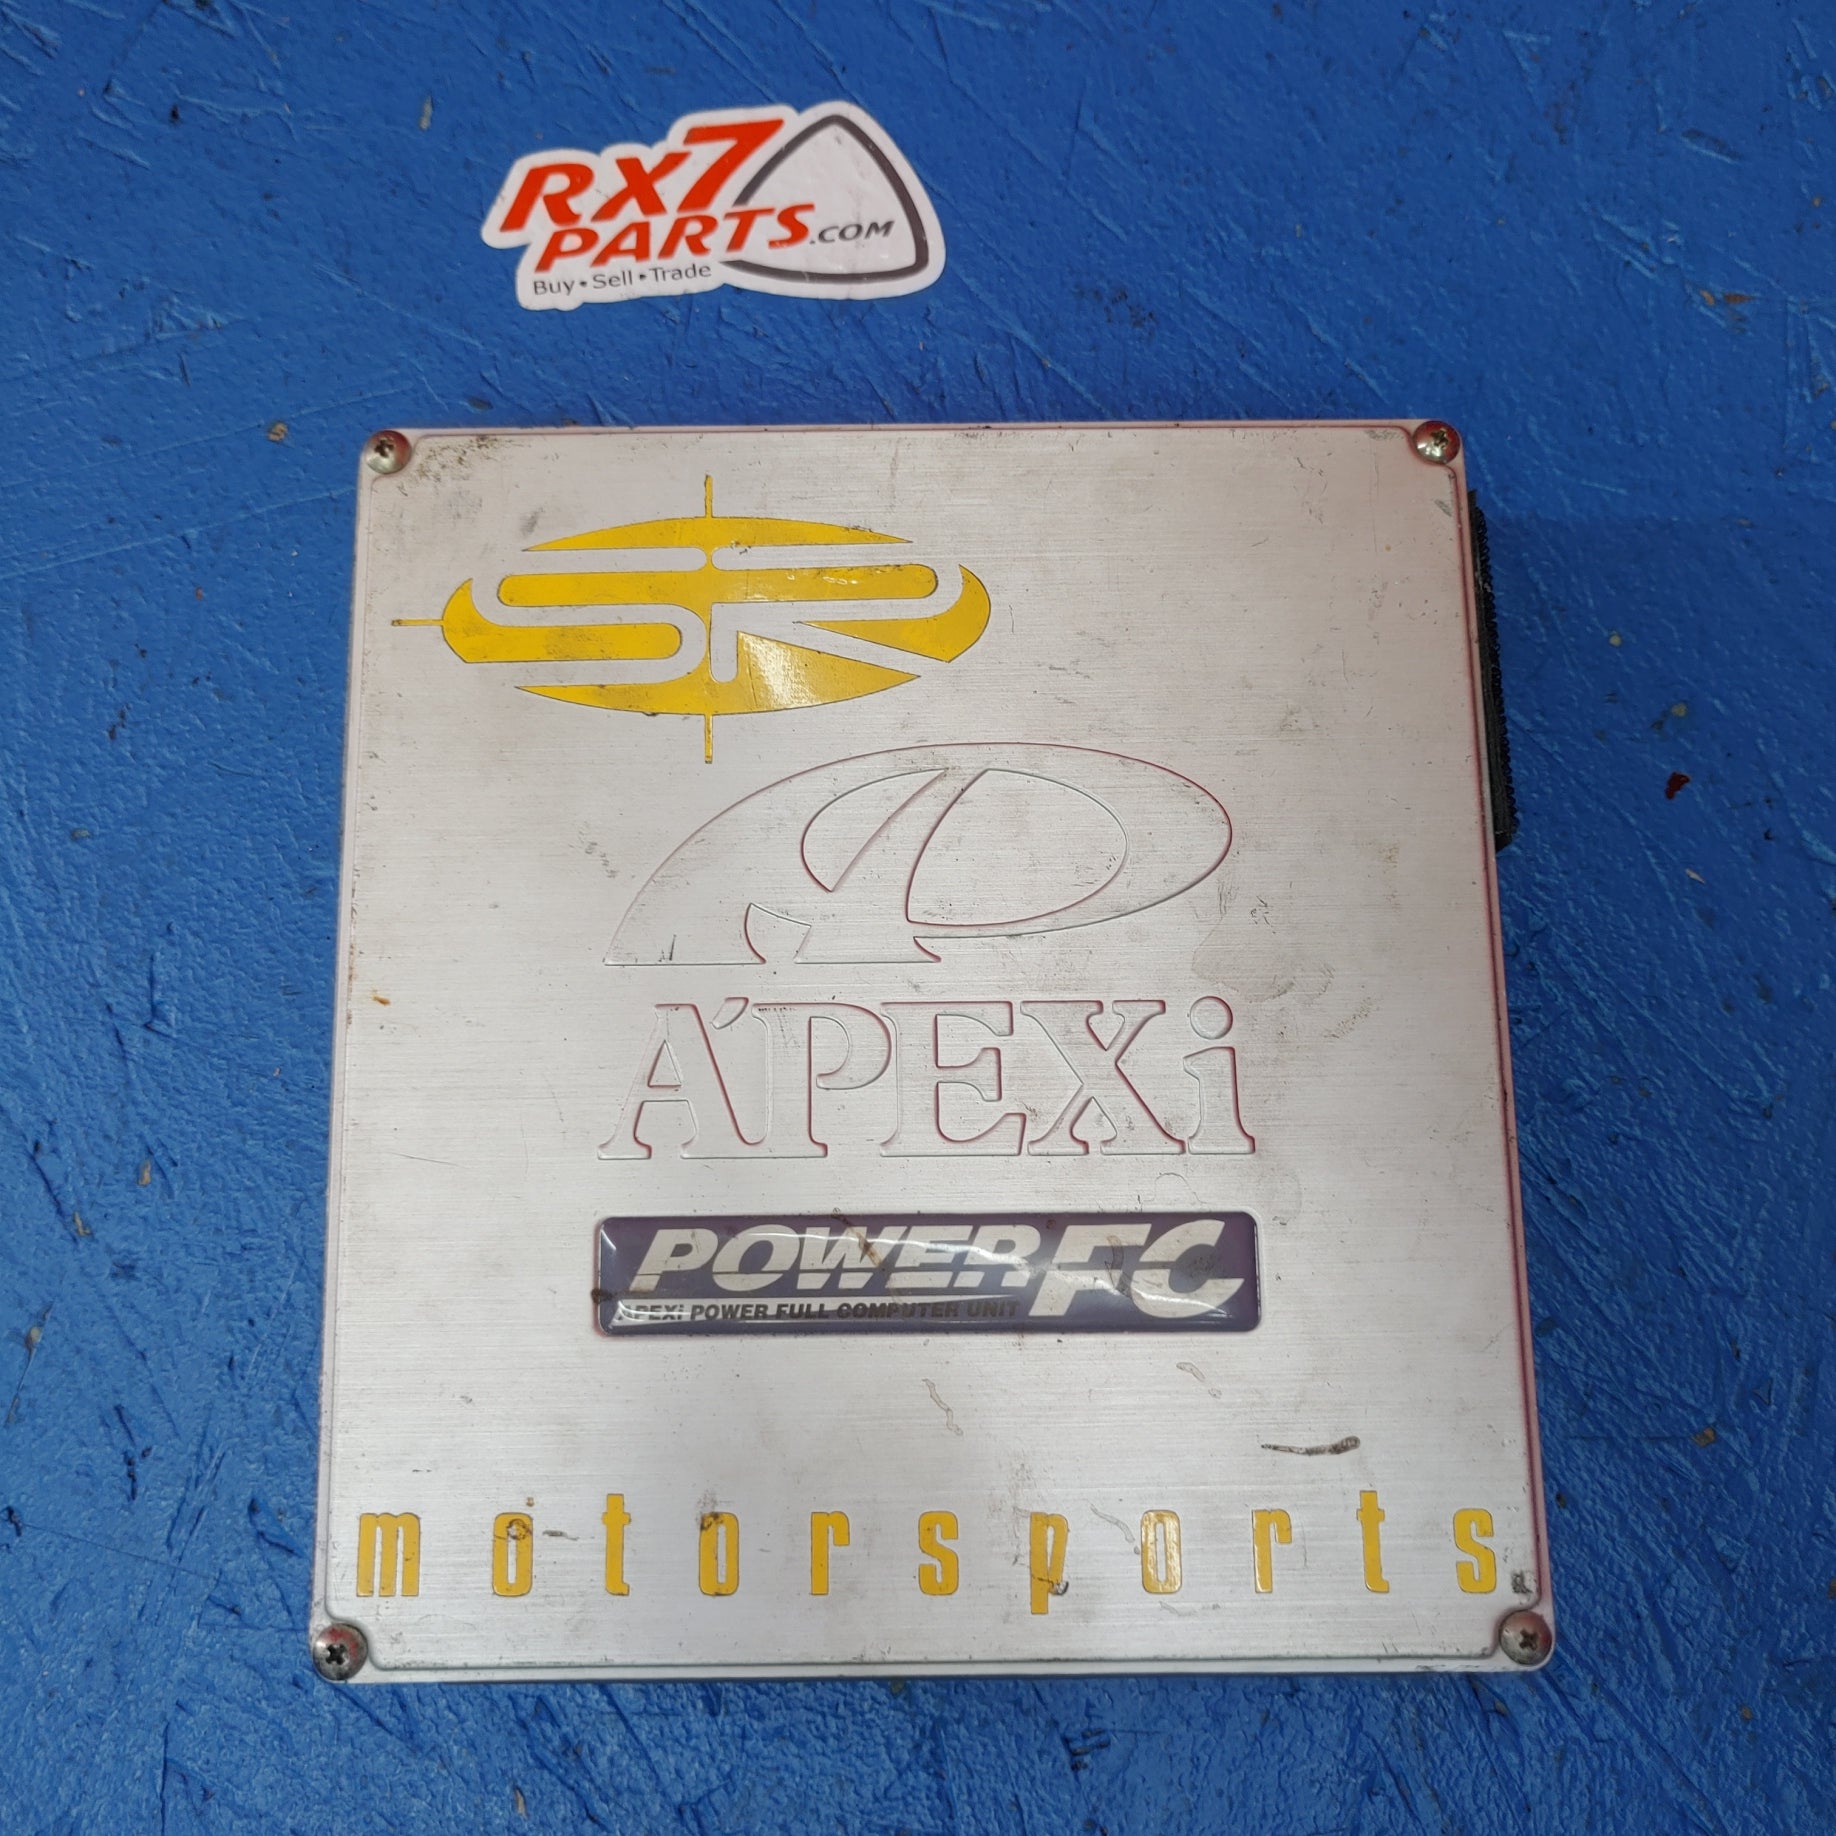 RX7
PARTS.COM
Buy • Sell • Trade
SR
A'PEXi
POWER FC
A'PEXi POWER FULL COMPUTER UNIT
motorsports